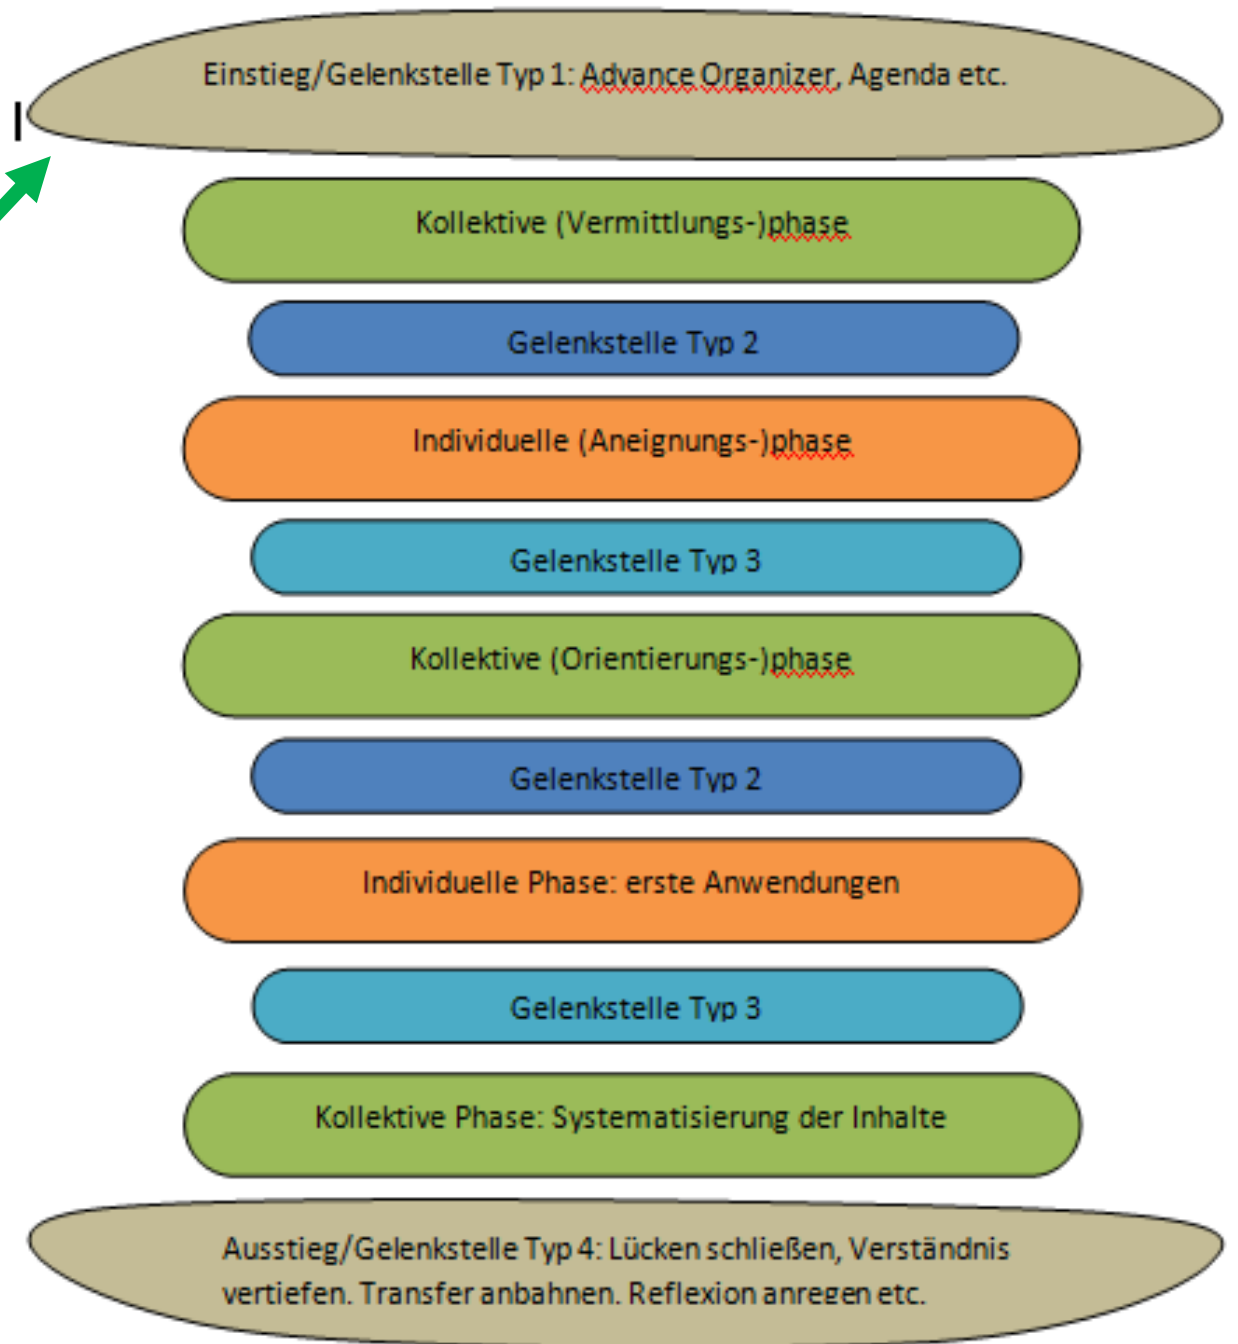 Einstieg/Gelenkstelle Typ 1: Advance Organizer, Agenda etc.
Kollektive (Vermittlungs-)phase
Gelenkstelle Typ 2
Individuelle (Aneignungs-)phase
Gelenkstelle Typ 3
Kollektive (Orientierungs-)phase
Gelenkstelle Typ 2
Individuelle Phase: erste Anwendungen
Gelenkstelle Typ 3
Kollektive Phase: Systematisierung der Inhalte
Ausstieg/Gelenkstelle Typ 4: Lücken schließen, Verständnis
vertiefen. Transfer anbahnen. Reflexion anregen etc.